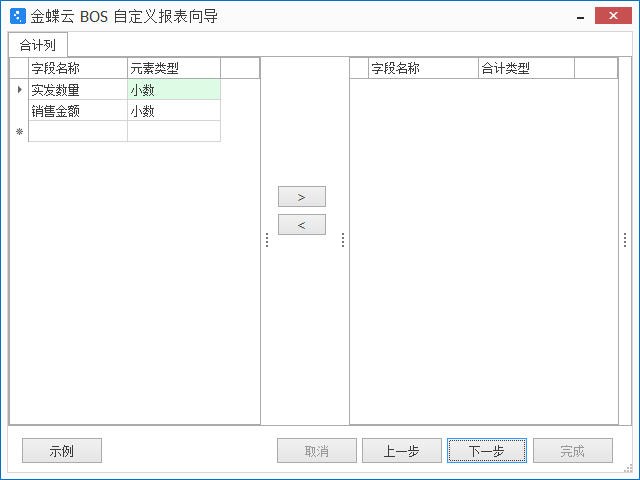 金蝶云 BOS 自定义报表向导
合计列
字段名称 元素类型 字段名称 合计类型
实发数量 小数
销售金额 小数
>
<
示例 取消 上一步 下一步 完成